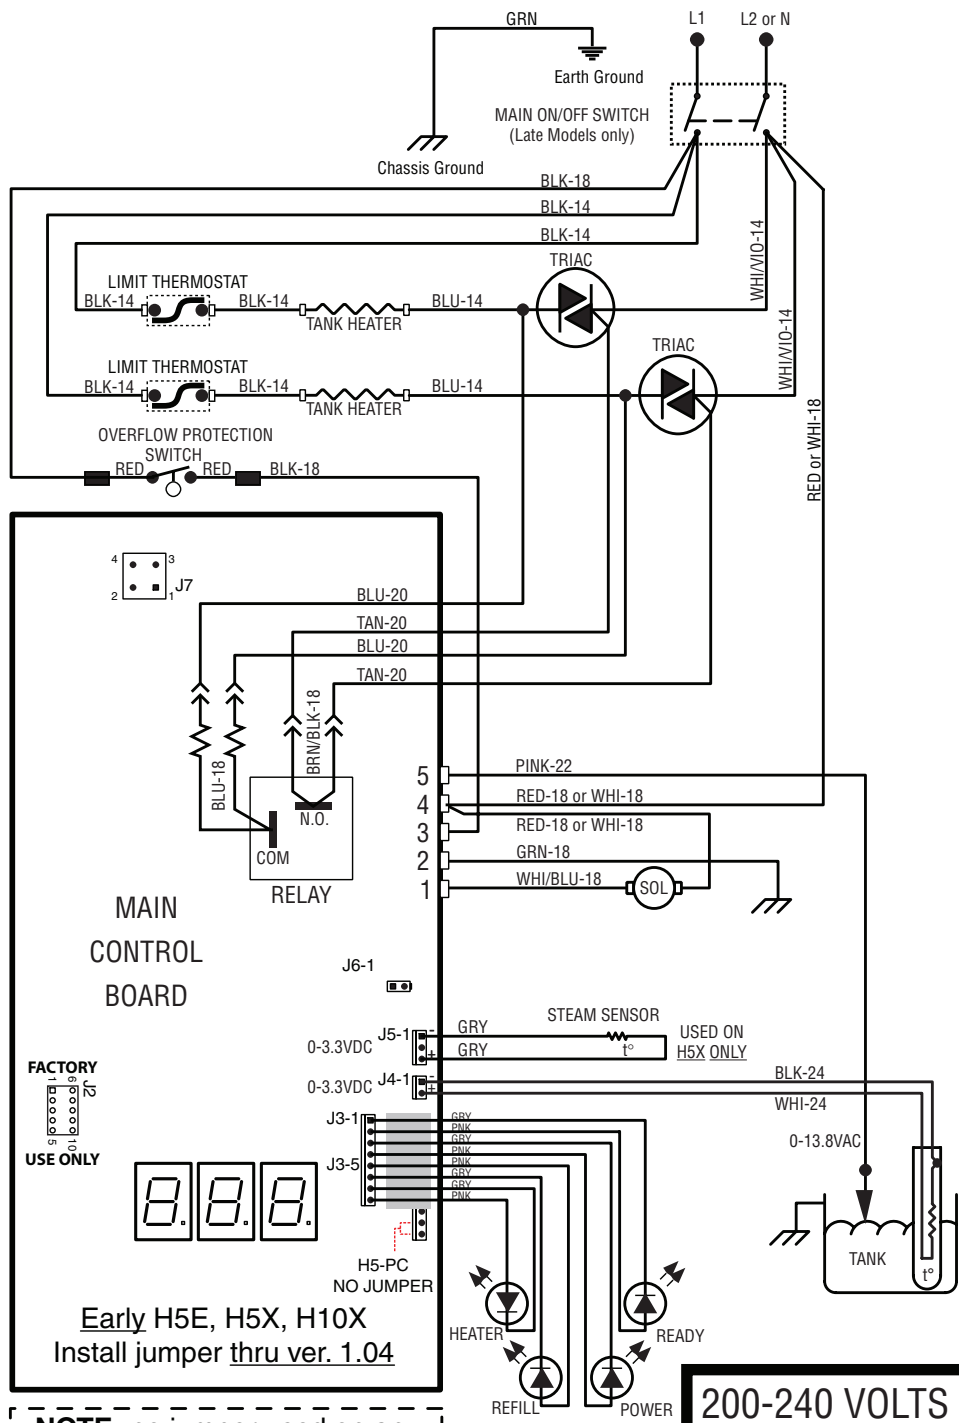 GRN
L1
L2 or N
Earth Ground
MAIN ON/OFF SWITCH
(Late Models only)
Chassis Ground
BLK-18
BLK-14
BLK-14
TRIAC
WHI/VIO-14
LIMIT THERMOSTAT
BLK-14
BLK-14
BLU-14
TANK HEATER
TRIAC
WHI/VIO-14
LIMIT THERMOSTAT
BLK-14
BLK-14
BLU-14
TANK HEATER
RED or WHI-18
OVERFLOW PROTECTION
SWITCH
RED
RED
BLK-18
4
3
2
1
J7
BLU-20
TAN-20
BLU-20
TAN-20
BLU-18
BRN/BLK-18
N.O.
COM
RELAY
5
PINK-22
4
RED-18 or WHI-18
3
RED-18 or WHI-18
2
GRN-18
1
WHI/BLU-18
SOL
MAIN
CONTROL
BOARD
J6-1
STEAM SENSOR
J5-1
-
GRY
0-3.3VDC
+
GRY
t°
USED ON
H5X ONLY
J4-1
-
0-3.3VDC
+
BLK-24
WHI-24
FACTORY
1
6
J2
5
10
USE ONLY
J3-1
J3-5
GRY
PNK
GRY
PNK
PNK
GRY
GRY
PNK
0-13.8VAC
TANK
t°
8.
8.
8.
H5-PC
NO JUMPER
Early H5E, H5X, H10X
Install jumper thru ver. 1.04
HEATER
READY
REFILL
POWER
200-240 VOLTS